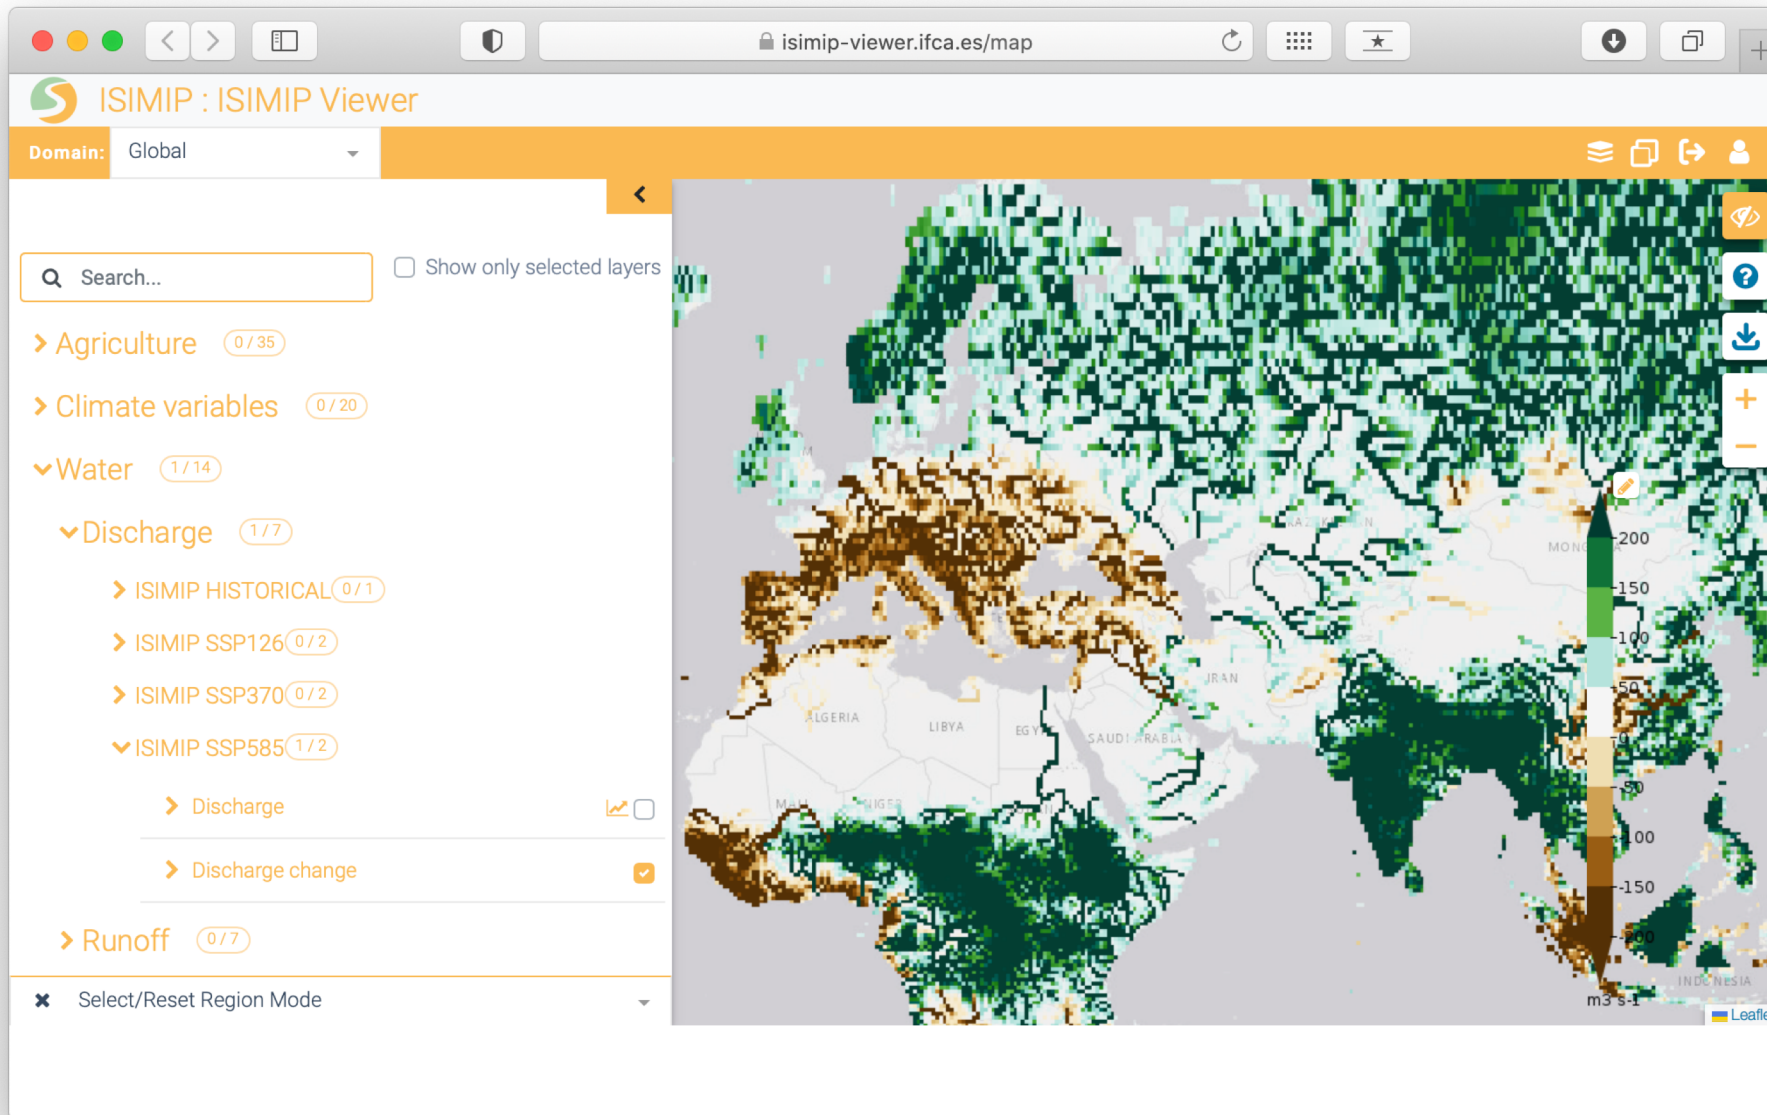 isimip-viewer.ifca.es/map
ISIMIP : ISIMIP Viewer
Domain:
Global
Search...
Show only selected layers
Agriculture
0 / 35
Climate variables
0 / 20
Water
1 / 14
Discharge
1 / 7
ISIMIP HISTORICAL
0 / 1
ISIMIP SSP126
0 / 2
ISIMIP SSP370
0 / 2
ISIMIP SSP585
1 / 2
Discharge
Discharge change
Runoff
0 / 7
Select/Reset Region Mode
IRAN
ALGERIA
LIBYA
SAUDI ARABIA
NIGER
INDONESIA
200
150
100
50
0
-50
-100
-150
-200
m3 s-1
Leafle